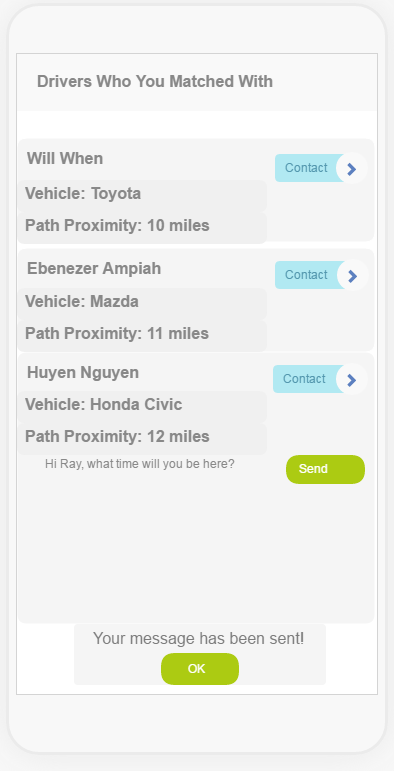 Drivers Who You Matched With
Will When
Contact
Vehicle: Toyota
Path Proximity: 10 miles
Ebenezer Ampiah
Contact
Vehicle: Mazda
Path Proximity: 11 miles
Huyen Nguyen
Contact
Vehicle: Honda Civic
Path Proximity: 12 miles
Hi Ray, what time will you be here?
Send
Your message has been sent!
OK